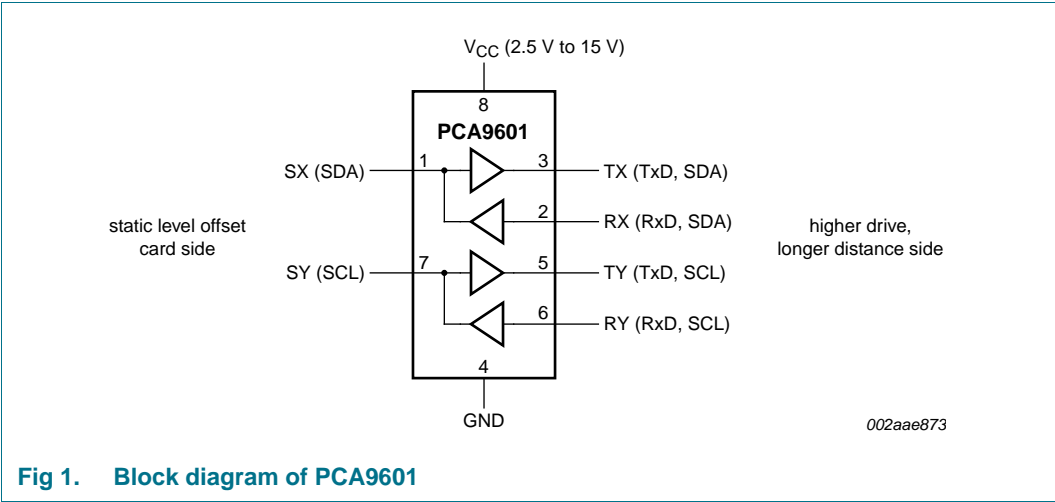 VCC (2.5 V to 15 V)
8
PCA9601
SX (SDA)
1
3
TX (TxD, SDA)
2
RX (RxD, SDA)
static level offset
card side
higher drive,
longer distance side
SY (SCL)
7
5
TY (TxD, SCL)
6
RY (RxD, SCL)
4
GND
002aae873
Fig 1. Block diagram of PCA9601